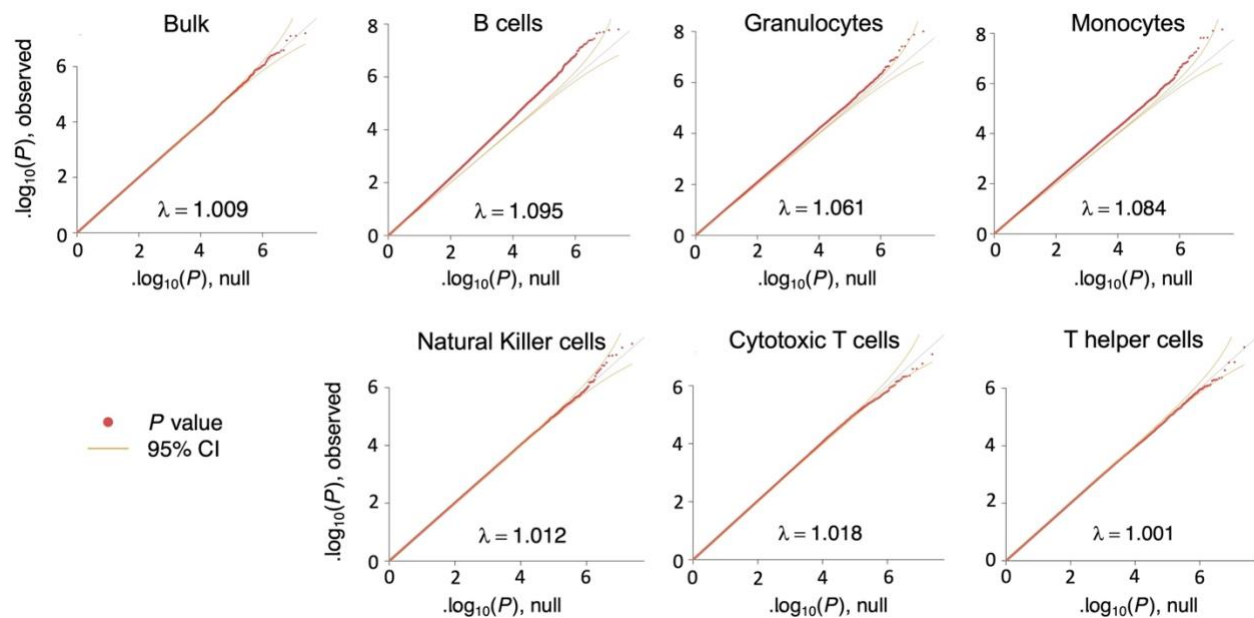 Bulk
B cells
Granulocytes
Monocytes
.log10(P), observed
6
4
2
0
λ = 1.009
0 2 4 6
.log10(P), null
8
6
4
2
0
λ = 1.095
0 2 4 6
.log10(P), null
8
6
4
2
0
λ = 1.061
0 2 4 6
.log10(P), null
8
6
4
2
0
λ = 1.084
0 2 4 6
.log10(P), null
Natural Killer cells
Cytotoxic T cells
T helper cells
P value
95% CI
.log10(P), observed
6
4
2
0
λ = 1.012
0 2 4 6
.log10(P), null
6
4
2
0
λ = 1.018
0 2 4 6
.log10(P), null
6
4
2
0
λ = 1.001
0 2 4 6
.log10(P), null